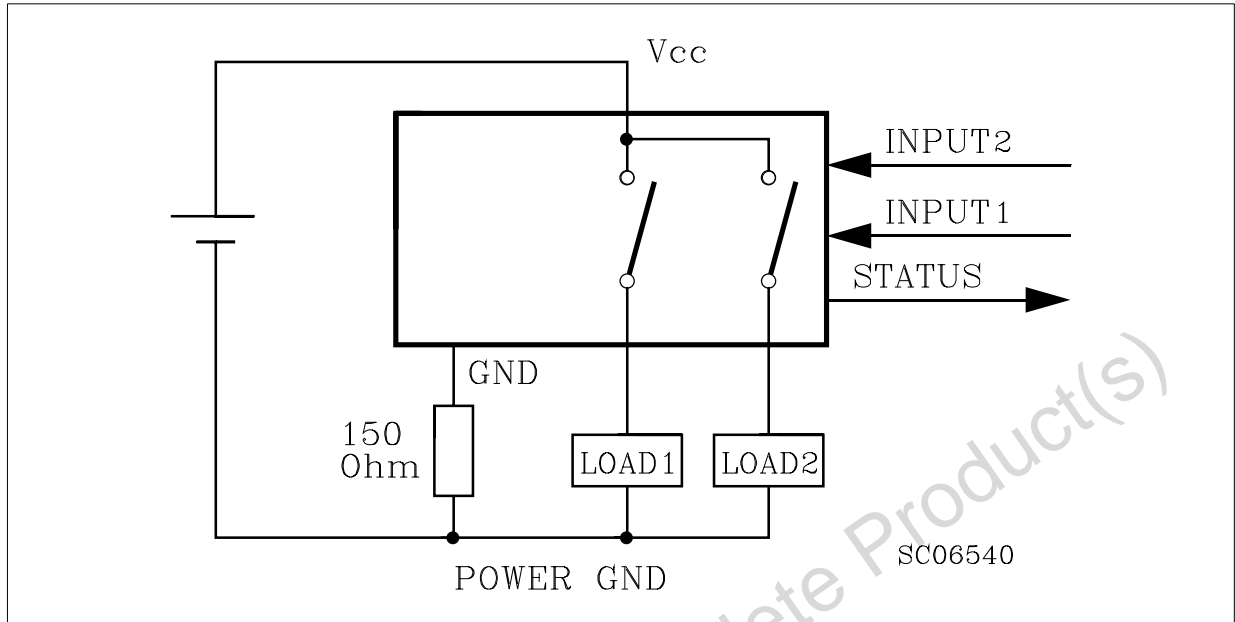 Vcc
INPUT2
INPUT1
STATUS
GND
150
Ohm
LOAD1
LOAD2
POWER GND
SC06540
Product(s)